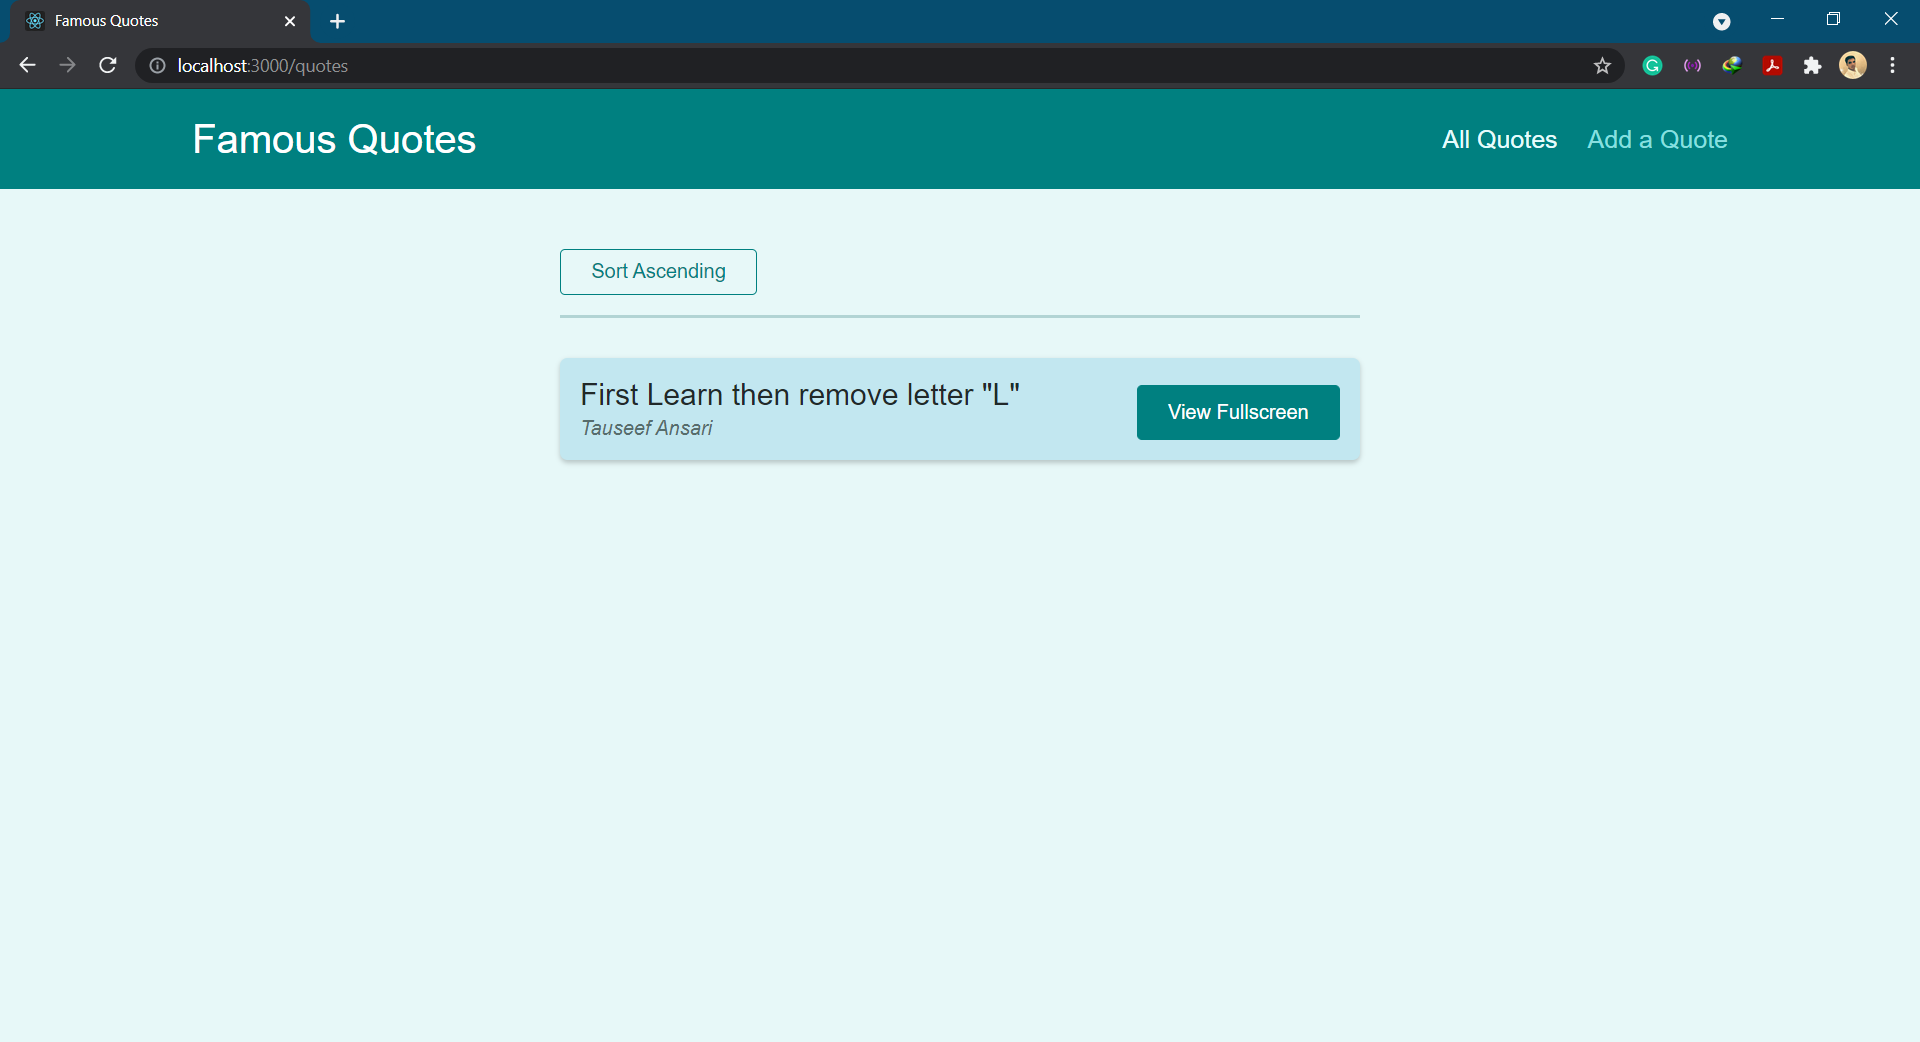 Famous Quotes
localhost:3000/quotes
Famous Quotes
All Quotes
Add a Quote
Sort Ascending
First Learn then remove letter "L"
Tauseef Ansari
View Fullscreen